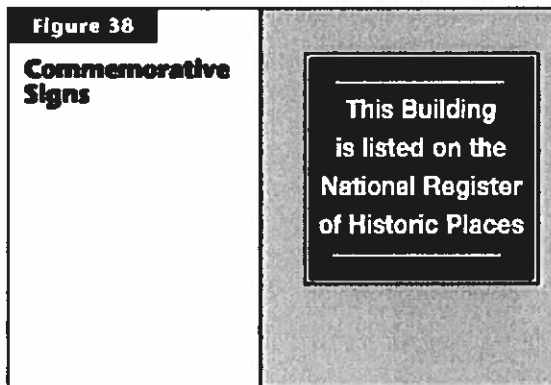 Figure 38
Commemorative
Signs
This Building
is listed on the
National Register
of Historic Places